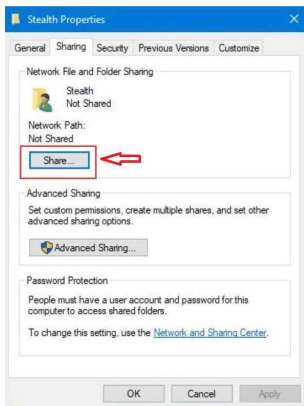 Stealth Properties
General Sharing Security Previous Versions Customize
Network File and Folder Sharing
Stealth
Not Shared
Network Path:
Not Shared
Share...
Advanced Sharing
Set custom permissions, create multiple shares, and set other
advanced sharing options.
Advanced Sharing...
Password Protection
People must have a user account and password for this
computer to access shared folders.
To change this setting, use the Network and Sharing Center.
OK Cancel Apply